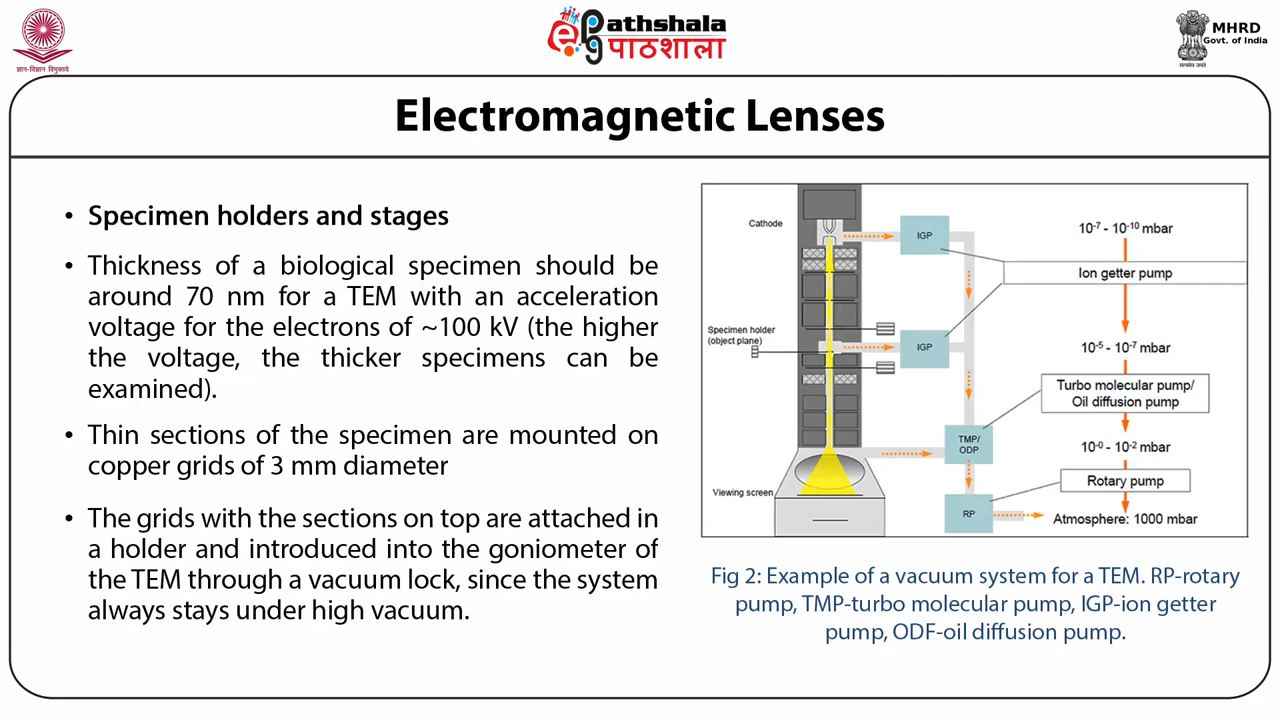 ज्ञान-विज्ञान विमुक्तये
epg
athshala
पाठशाला
सत्यमेव जयते
MHRD
Govt. of India
Electromagnetic Lenses
• Specimen holders and stages
• Thickness of a biological specimen should be
around 70 nm for a TEM with an acceleration
voltage for the electrons of ~100 kV (the higher
the voltage, the thicker specimens can be
examined).
• Thin sections of the specimen are mounted on
copper grids of 3 mm diameter
• The grids with the sections on top are attached in
a holder and introduced into the goniometer of
the TEM through a vacuum lock, since the system
always stays under high vacuum.
Cathode
IGP
10⁻⁷ - 10⁻¹⁰ mbar
Ion getter pump
Specimen holder
(object plane)
IGP
10⁻⁵ - 10⁻⁷ mbar
Turbo molecular pump/
Oil diffusion pump
TMP/
ODP
10⁻⁰ - 10⁻² mbar
Rotary pump
Viewing screen
RP
Atmosphere: 1000 mbar
Fig 2: Example of a vacuum system for a TEM. RP-rotary
pump, TMP-turbo molecular pump, IGP-ion getter
pump, ODF-oil diffusion pump.